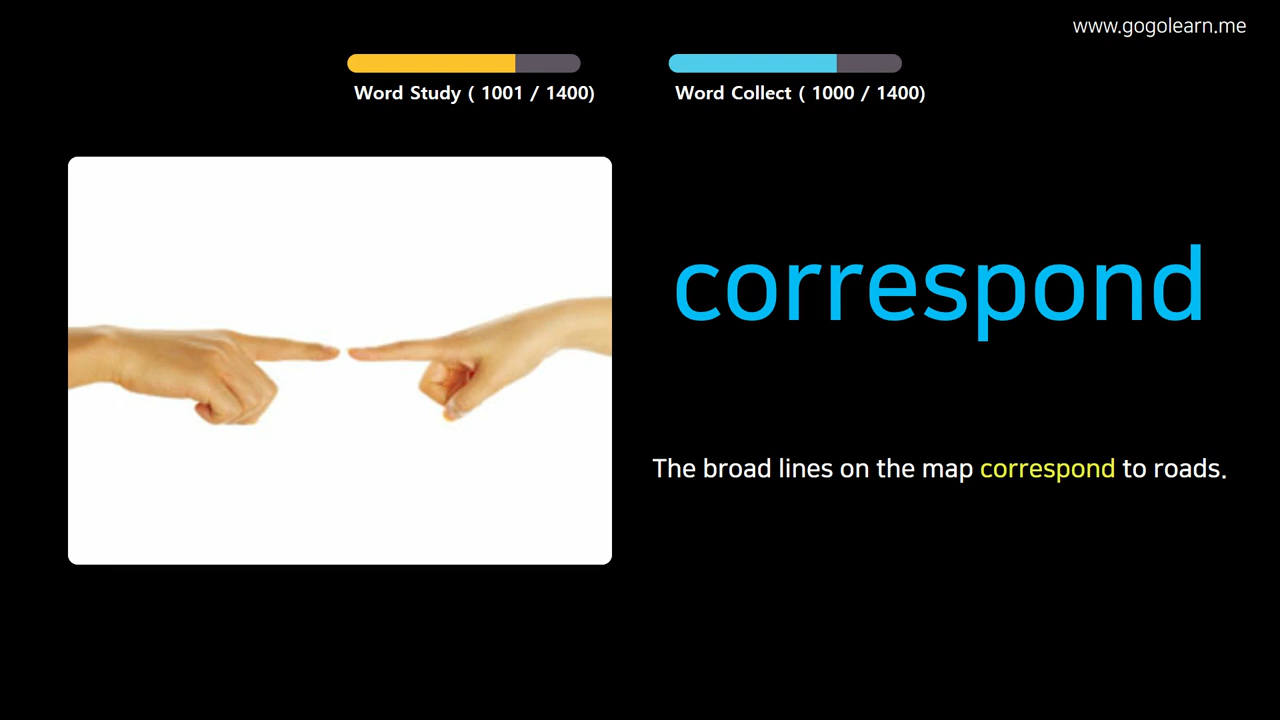 www.gogolearn.me
Word Study ( 1001 / 1400)
Word Collect ( 1000 / 1400)
correspond
The broad lines on the map correspond to roads.